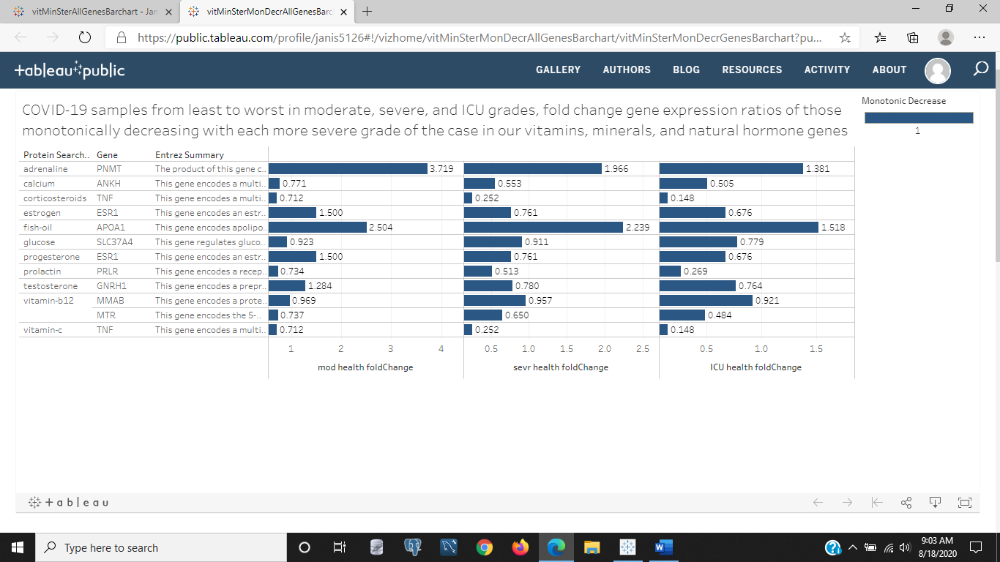 vitMinSterAllGenesBarchart - Jan
vitMinSterMonDecrAllGenesBarc
https://public.tableau.com/profile/janis5126#!/vizhome/vitMinSterMonDecrAllGenesBarchart/vitMinSterMonDecrGenesBarchart?pu...
+ableau public GALLERY AUTHORS BLOG RESOURCES ACTIVITY ABOUT
COVID-19 samples from least to worst in moderate, severe, and ICU grades, fold change gene expression ratios of those
monotonically decreasing with each more severe grade of the case in our vitamins, minerals, and natural hormone genes
Monotonic Decrease
1
Protein Search.. Gene Entrez Summary
adrenaline PNMT The product of this gene c.. 3.719 1.966 1.381
calcium ANKH This gene encodes a multi.. 0.771 0.553 0.505
corticosteroids TNF This gene encodes a multi.. 0.712 0.252 0.148
estrogen ESR1 This gene encodes an estr.. 1.500 0.761 0.676
fish-oil APOA1 This gene encodes apolipo.. 2.504 2.239 1.518
glucose SLC37A4 This gene regulates gluco.. 0.923 0.911 0.779
progesterone ESR1 This gene encodes an estr.. 1.500 0.761 0.676
prolactin PRLR This gene encodes a recep.. 0.734 0.513 0.269
testosterone GNRH1 This gene encodes a prepr.. 1.284 0.780 0.764
vitamin-b12 MMAB This gene encodes a prote.. 0.969 0.957 0.921
MTR This gene encodes the 5-.. 0.737 0.650 0.484
vitamin-c TNF This gene encodes a multi.. 0.712 0.252 0.148
1 2 3 4 0.5 1.0 1.5 2.0 2.5 0.5 1.0 1.5
mod health foldChange sevr health foldChange ICU health foldChange
+ableau
Type here to search
9:03 AM
8/18/2020